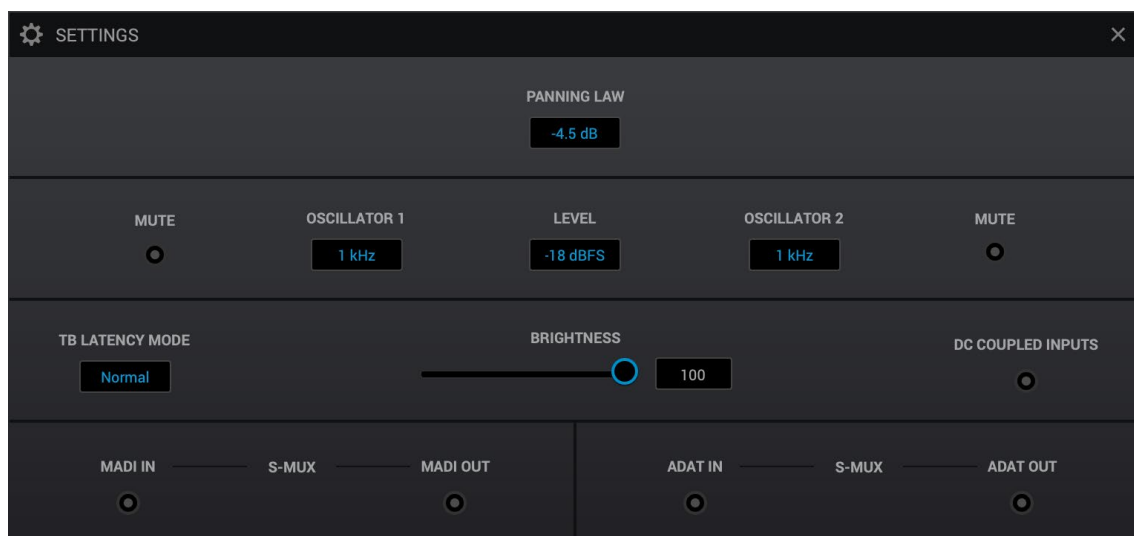 SETTINGS
PANNING LAW
-4.5 dB
MUTE OSCILLATOR 1 LEVEL OSCILLATOR 2 MUTE
1 kHz -18 dBFS 1 kHz
TB LATENCY MODE BRIGHTNESS DC COUPLED INPUTS
Normal 100
MADI IN S-MUX MADI OUT ADAT IN S-MUX ADAT OUT